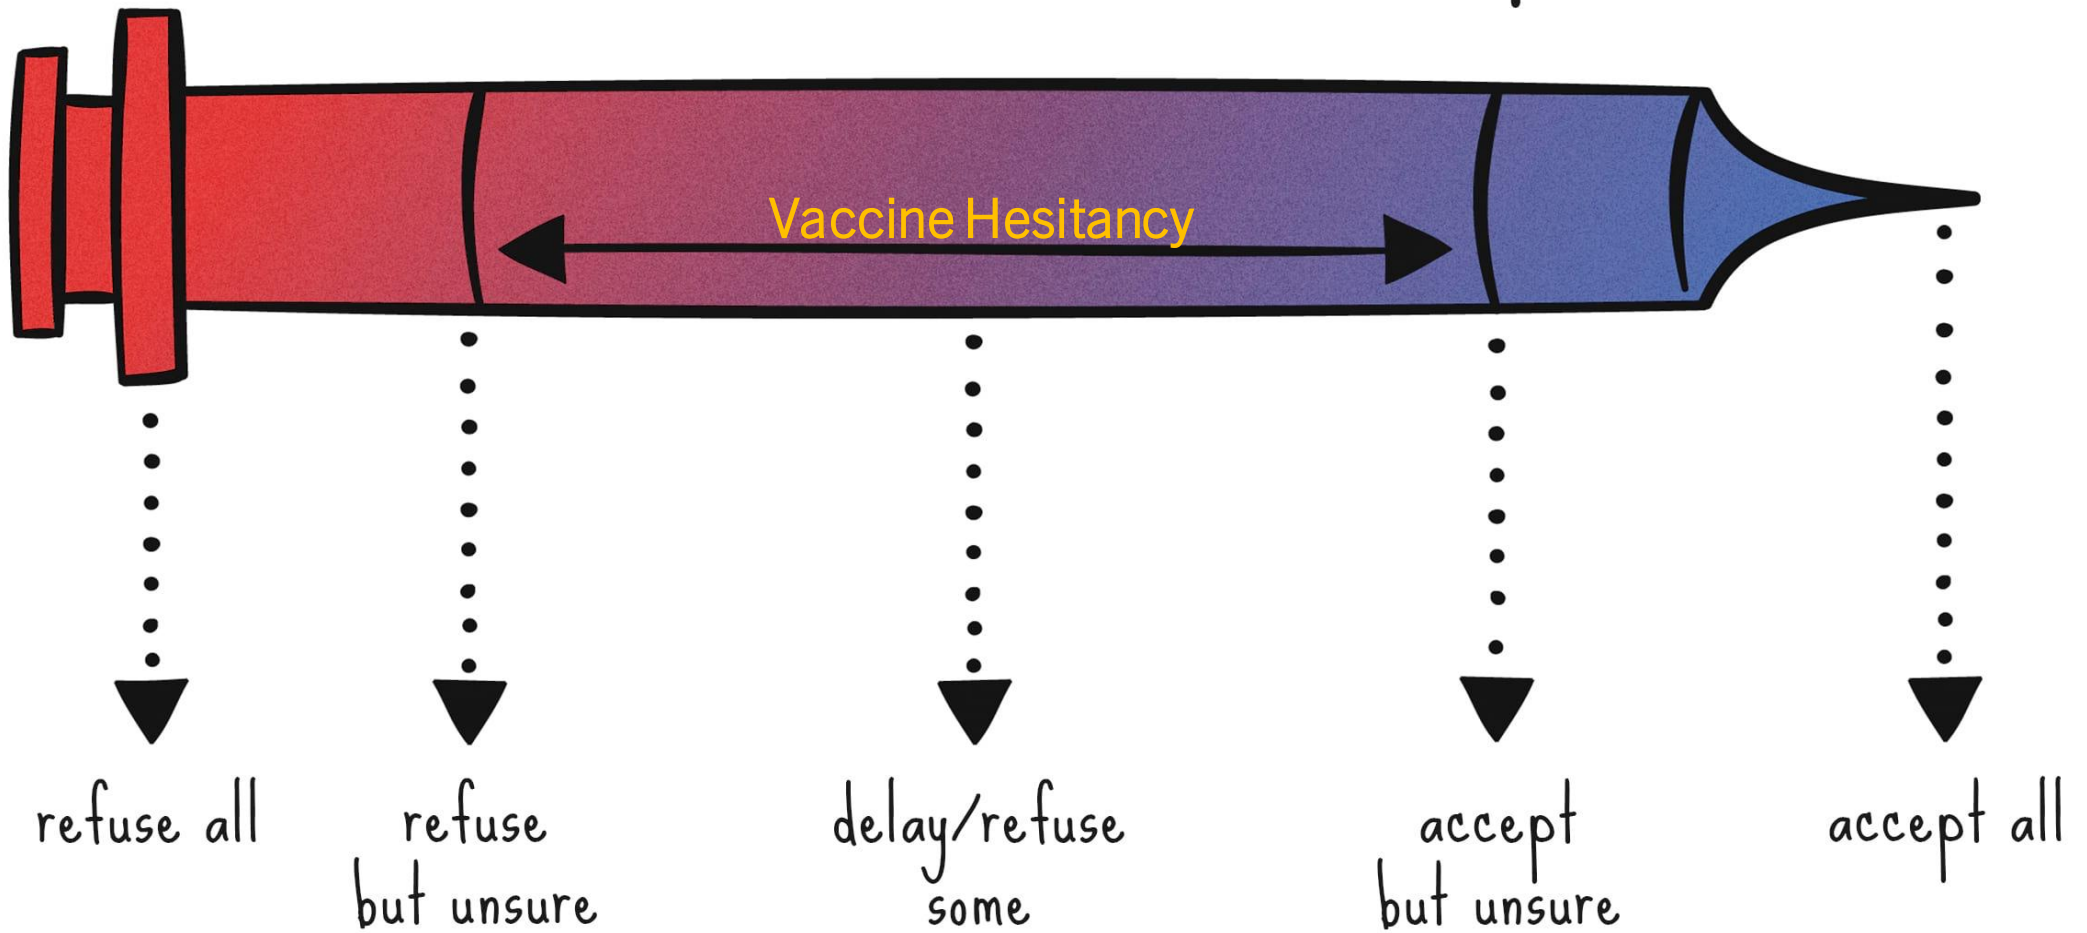 Vaccine Hesitancy
refuse all
refuse
but unsure
delay/refuse
some
accept
but unsure
accept all